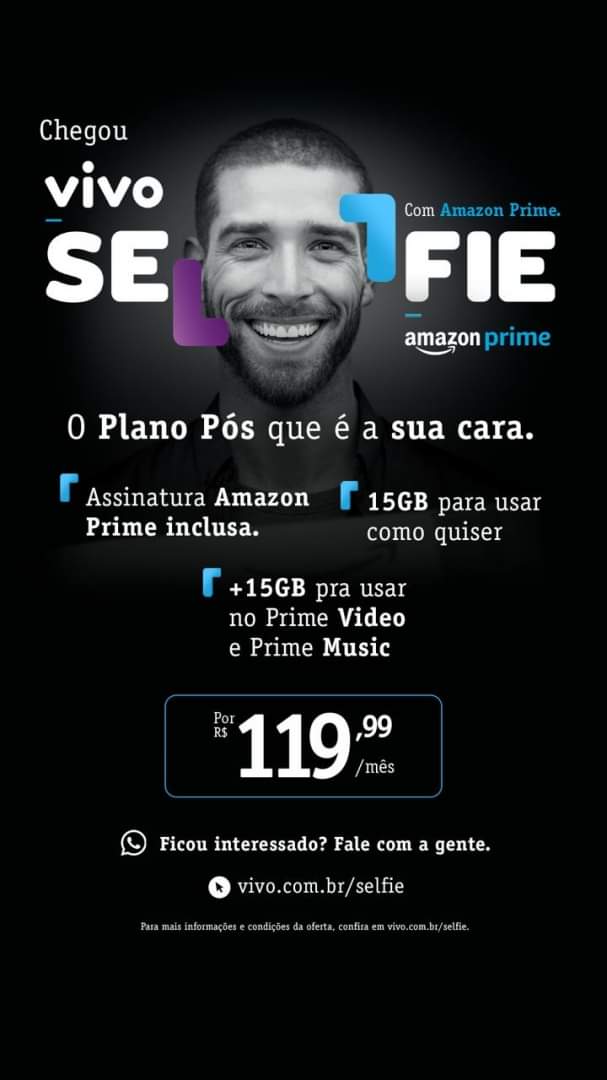 Chegou
vivo
SELFIE
Com Amazon Prime.
amazon prime
O Plano Pós que é a sua cara.
Assinatura Amazon
Prime inclusa.
15GB para usar
como quiser
+15GB pra usar
no Prime Video
e Prime Music
Por
R$ 119,99
/mês
Ficou interessado? Fale com a gente.
vivo.com.br/selfie
Para mais informações e condições da oferta, confira em vivo.com.br/selfie.